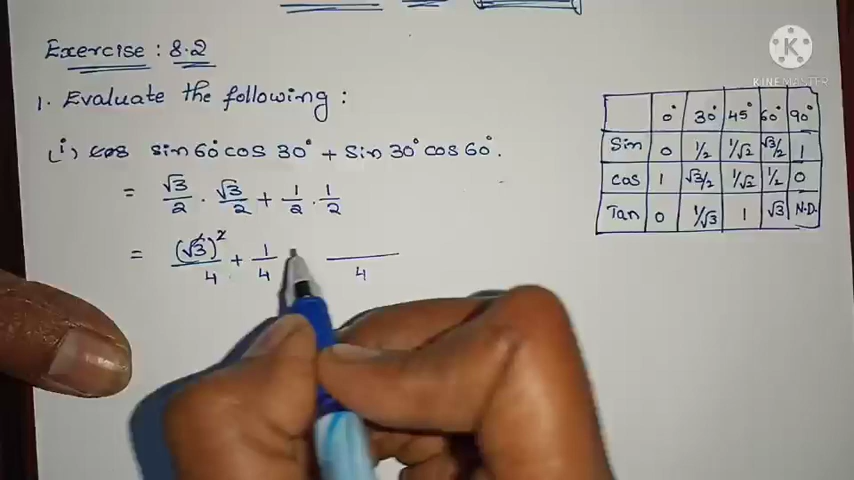 Exercise : 8.2
1. Evaluate the following :
(i) cos sin 60° cos 30° + sin 30° cos 60°.
= √3/2 . √3/2 + 1/2 . 1/2
= (√3)²/4 + 1/4 /4
0° 30° 45° 60° 90°
Sin 0 1/2 1/√2 √3/2 1
cos 1 √3/2 1/√2 1/2 0
Tan 0 1/√3 1 √3 N.D.
K
KINEMASTER